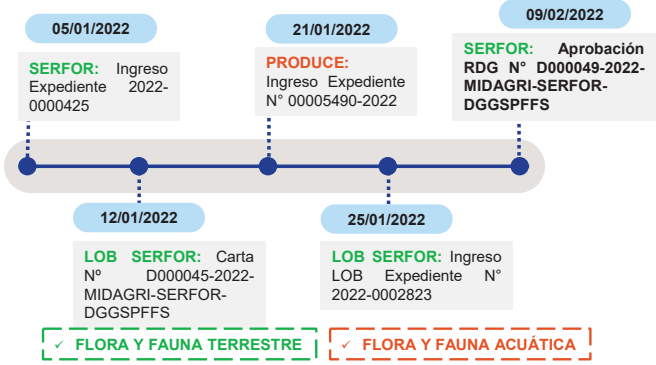 05/01/2022
SERFOR: Ingreso
Expediente 2022-
0000425
21/01/2022
PRODUCE:
Ingreso Expediente
N° 00005490-2022
09/02/2022
SERFOR: Aprobación
RDG N° D000049-2022-
MIDAGRI-SERFOR-
DGGSPFFS
12/01/2022
LOB SERFOR: Carta
Nº D000045-2022-
MIDAGRI-SERFOR-
DGGSPFFS
25/01/2022
LOB SERFOR: Ingreso
LOB Expediente N°
2022-0002823
✓ FLORA Y FAUNA TERRESTRE
✓ FLORA Y FAUNA ACUÁTICA